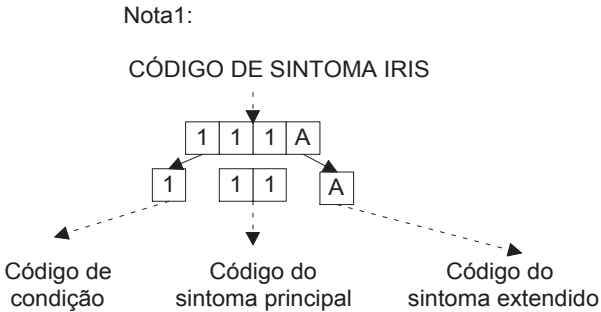 Nota1:
CÓDIGO DE SINTOMA IRIS
1 1 1 A
1 1 1 A
Código de condição
Código do sintoma principal
Código do sintoma extendido